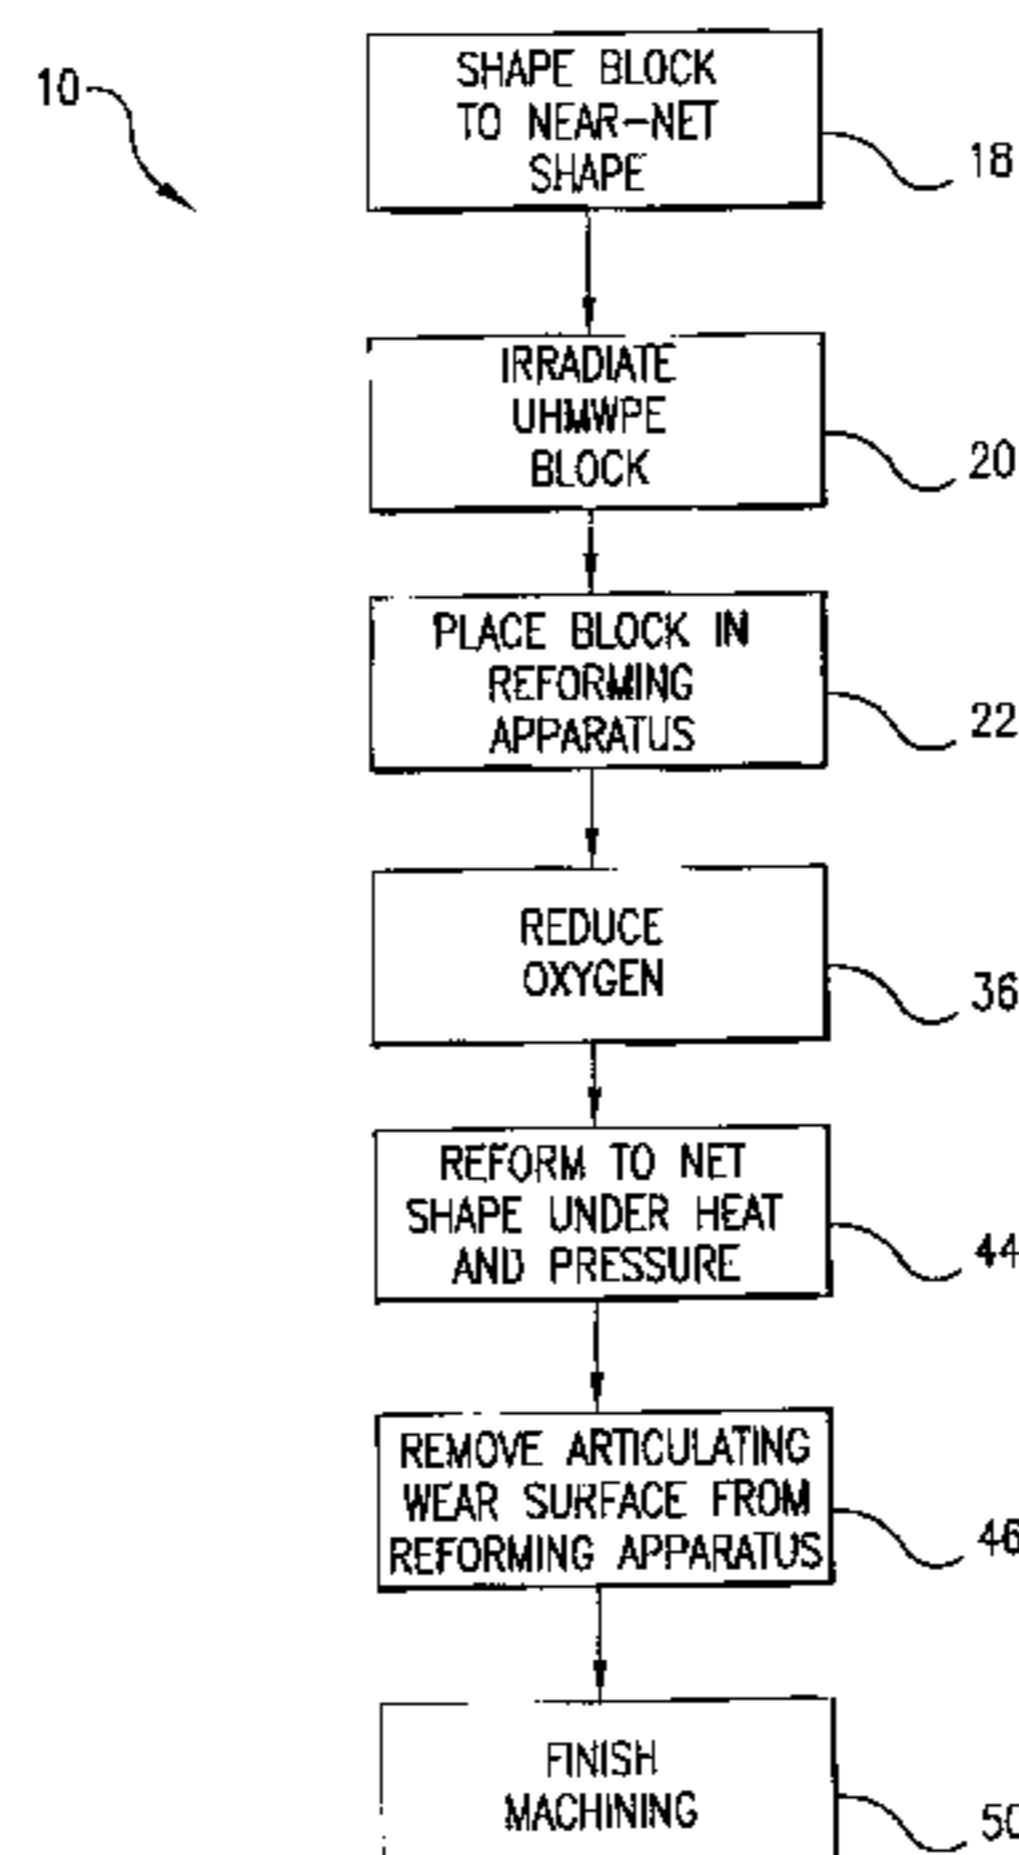 10
SHAPE BLOCK
TO NEAR-NET
SHAPE
18
IRRADIATE
UHMWPE
BLOCK
20
PLACE BLOCK IN
REFORMING
APPARATUS
22
REDUCE
OXYGEN
36
REFORM TO NET
SHAPE UNDER HEAT
AND PRESSURE
44
REMOVE ARTICULATING
WEAR SURFACE FROM
REFORMING APPARATUS
46
FINISH
MACHINING
50